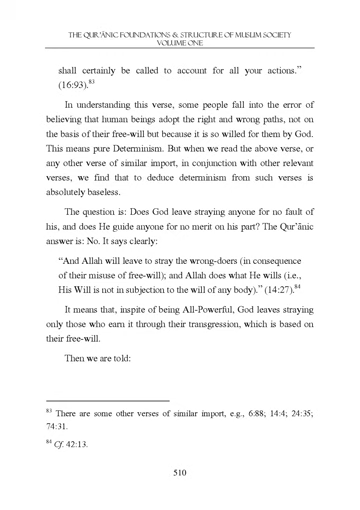 THE QUR'ĀNIC FOUNDATIONS & STRUCTURE OF MUSLIM SOCIETY
VOLUME ONE
shall certainly be called to account for all your actions.”
(16:93).83
In understanding this verse, some people fall into the error of
believing that human beings adopt the right and wrong paths, not on
the basis of their free-will but because it is so willed for them by God.
This means pure Determinism. But when we read the above verse, or
any other verse of similar import, in conjunction with other relevant
verses, we find that to deduce determinism from such verses is
absolutely baseless.
The question is: Does God leave straying anyone for no fault of
his, and does He guide anyone for no merit on his part? The Qur'ānic
answer is: No. It says clearly:
“And Allah will leave to stray the wrong-doers (in consequence
of their misuse of free-will); and Allah does what He wills (i.e.,
His Will is not in subjection to the will of any body).” (14:27).84
It means that, inspite of being All-Powerful, God leaves straying
only those who earn it through their transgression, which is based on
their free-will.
Then we are told:
83 There are some other verses of similar import, e.g., 6:88; 14:4; 24:35;
74:31.
84 Cf. 42:13.
510